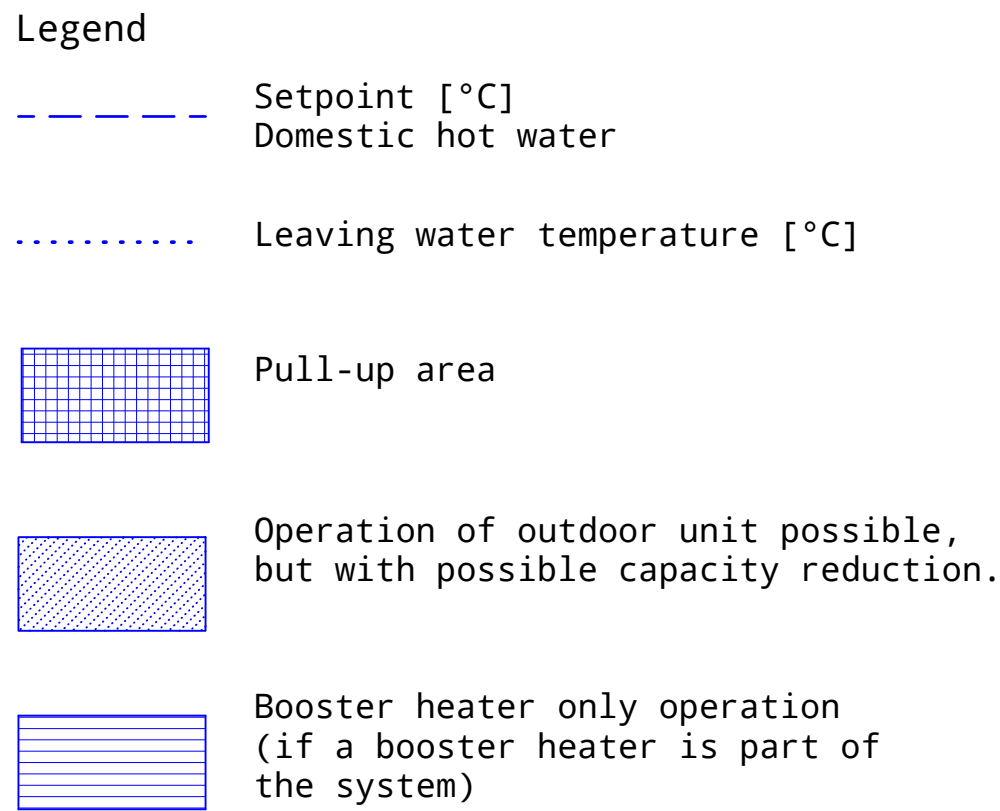 Legend
Setpoint [°C]
Domestic hot water
Leaving water temperature [°C]
Pull-up area
Operation of outdoor unit possible,
but with possible capacity reduction.
Booster heater only operation
(if a booster heater is part of
the system)